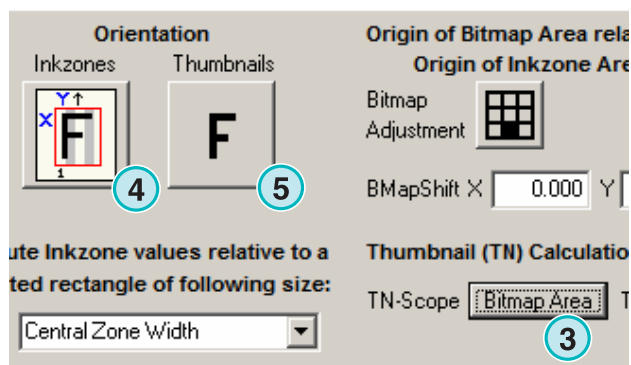 Orientation
Inkzones Thumbnails
Y↑
X
F
1
4
F
5
Origin of Bitmap Area rela
Origin of Inkzone Are
Bitmap
Adjustment
BMapShift X 0.000 Y
ute Inkzone values relative to a
ted rectangle of following size:
Central Zone Width
Thumbnail (TN) Calculatio
TN-Scope Bitmap Area T
3